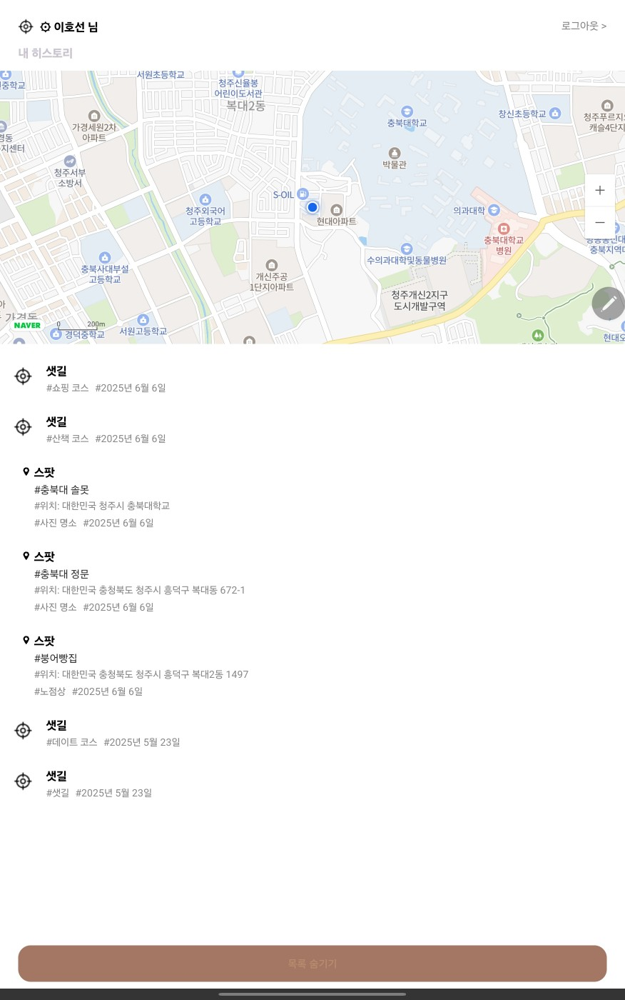 이호선 님
로그아웃 >
내 히스토리
서원초등학교
청주신율봉
어린이도서관
복대2동
중학교
가경세원2차
아파트
충북대학교
창신초등학교
캐슬4단지
박물관
청주서부
소방서
S-OIL
청주외국어
고등학교
현대아파트
의과대학
+
−
충북대학교
병원
수의과대학및동물병원
충북사대부설
고등학교
개신주공
1단지아파트
청주개신2지구
도시개발구역
가경동
NAVER
0 200m
경덕중학교
서원고등학교
샛길
#쇼핑 코스 #2025년 6월 6일
샛길
#산책 코스 #2025년 6월 6일
스팟
#충북대 솔못
#위치: 대한민국 청주시 충북대학교
#사진 명소 #2025년 6월 6일
스팟
#충북대 정문
#위치: 대한민국 충청북도 청주시 흥덕구 복대동 672-1
#사진 명소 #2025년 6월 6일
스팟
#붕어빵집
#위치: 대한민국 충청북도 청주시 흥덕구 복대2동 1497
#노점상 #2025년 6월 6일
샛길
#데이트 코스 #2025년 5월 23일
샛길
#샛길 #2025년 5월 23일
목록 숨기기